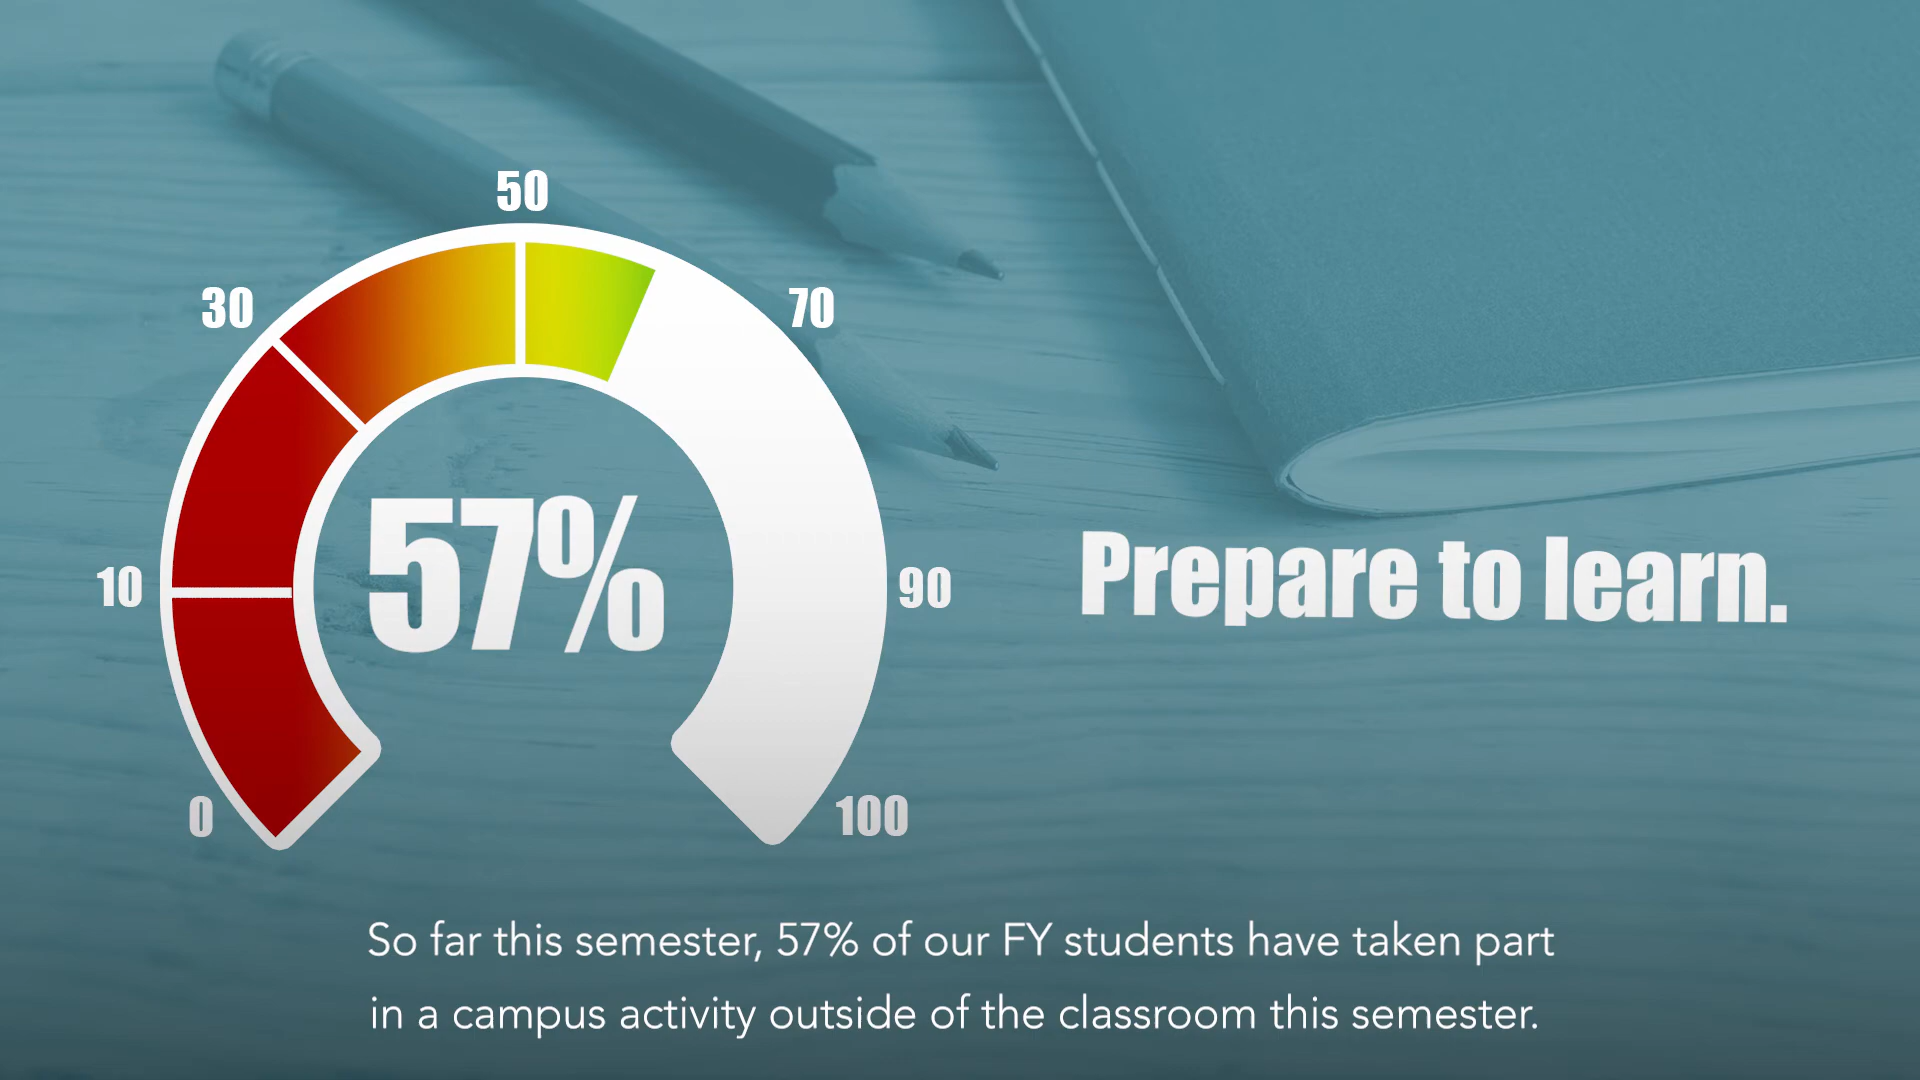 50
30
70
57%
10
90
Prepare to learn.
0
100
So far this semester, 57% of our FY students have taken part
in a campus activity outside of the classroom this semester.